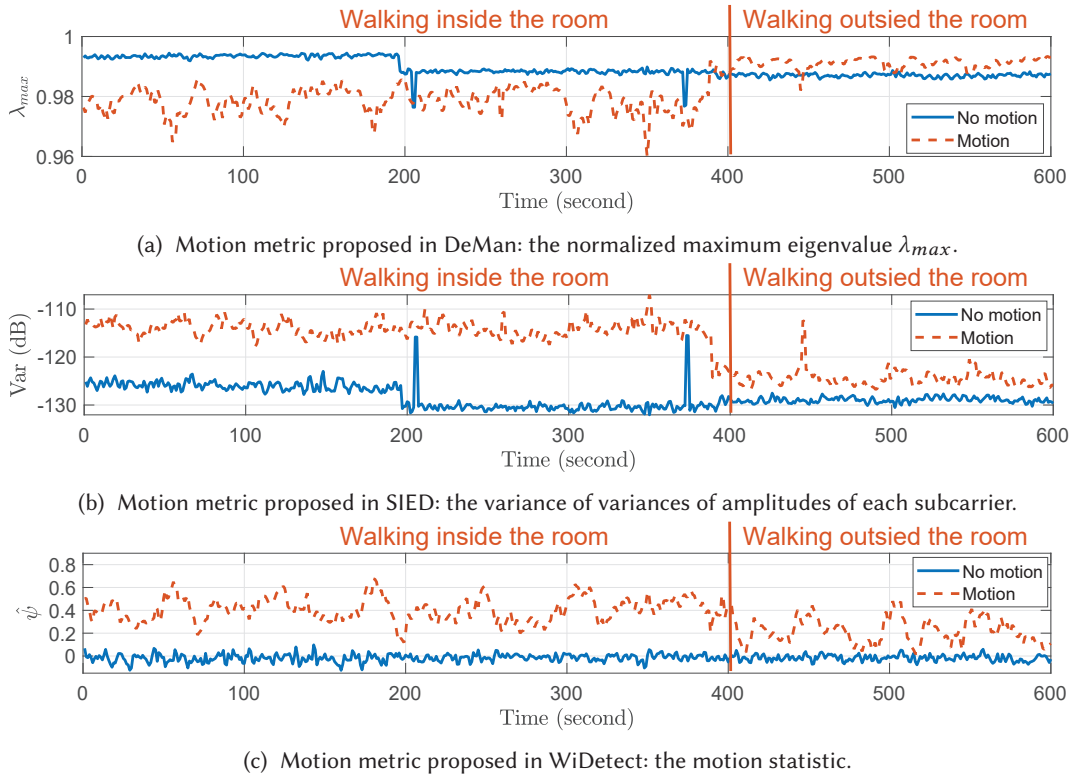 Walking inside the room Walking outsied the room
1
0.98
0.96
λmax
No motion
Motion
0 100 200 300 400 500 600
Time (second)
(a) Motion metric proposed in DeMan: the normalized maximum eigenvalue λmax.
Walking inside the room Walking outsied the room
-110
-120
-130
Var (dB)
No motion
Motion
0 100 200 300 400 500 600
Time (second)
(b) Motion metric proposed in SIED: the variance of variances of amplitudes of each subcarrier.
Walking inside the room Walking outsied the room
0.8
0.6
0.4
0.2
0
ψ̂
No motion
Motion
0 100 200 300 400 500 600
Time (second)
(c) Motion metric proposed in WiDetect: the motion statistic.